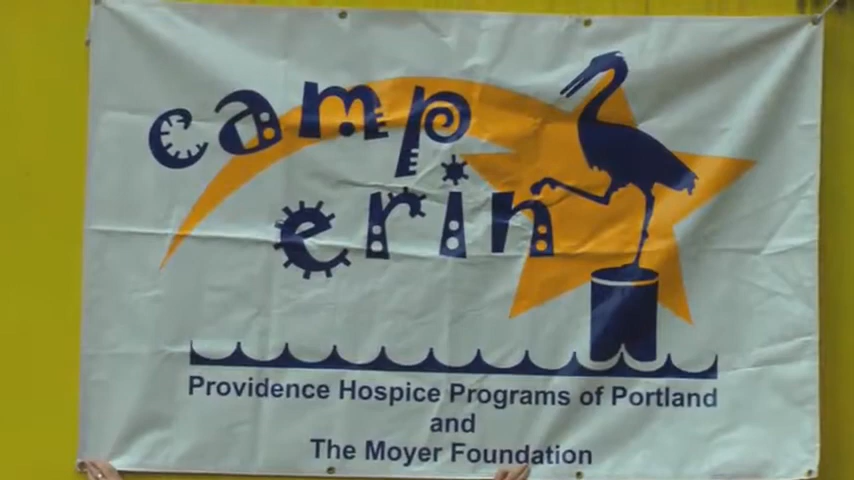 camp
erin
Providence Hospice Programs of Portland
and
The Moyer Foundation